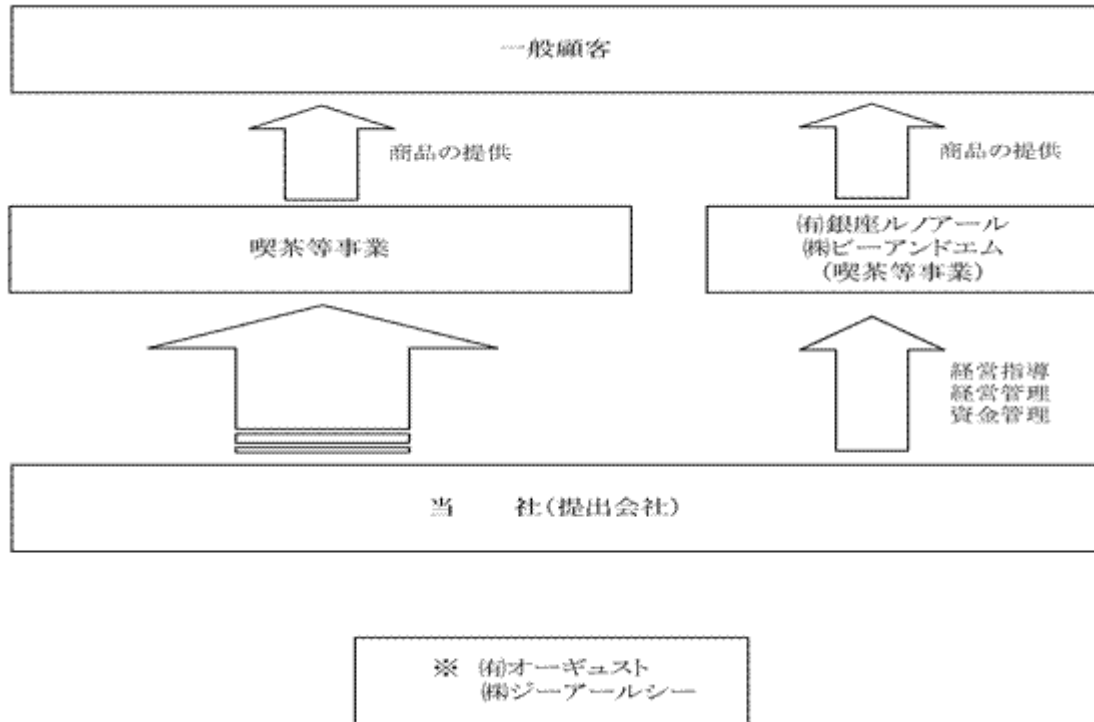 一般顧客
商品の提供
商品の提供
喫茶等事業
㈲銀座ルノアール
㈱ビーアンドエム
(喫茶等事業)
経営指導
経営管理
資金管理
当　　社(提出会社)
※ ㈲オーギュスト
㈱ジーアールシー